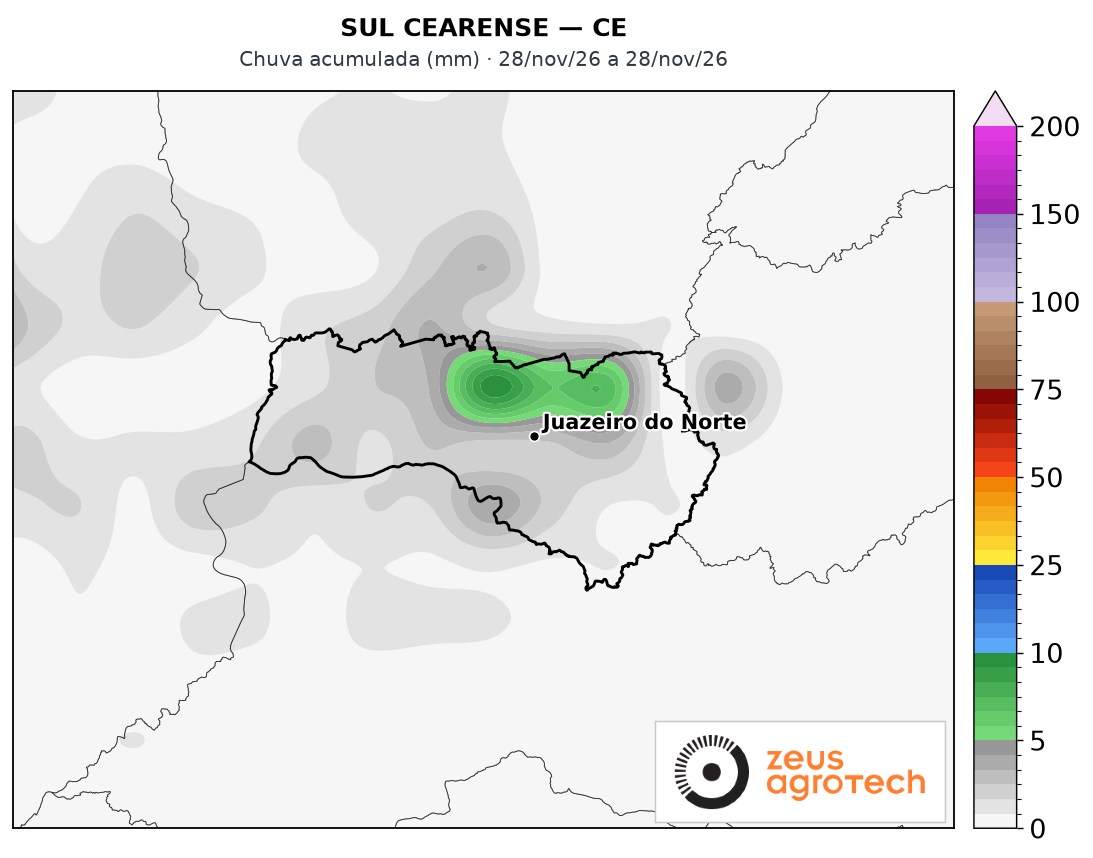 SUL CEARENSE — CE
Chuva acumulada (mm) · 28/nov/26 a 28/nov/26
200
150
100
75
50
25
10
5
0
Juazeiro do Norte
zeus
agrotech